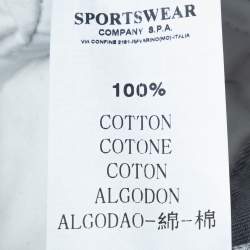 SPORTSWEAR
COMPANY S.P.A.
100%
COTTON
COTONE
COTON
ALGODON
ALGODAO-綿-棉